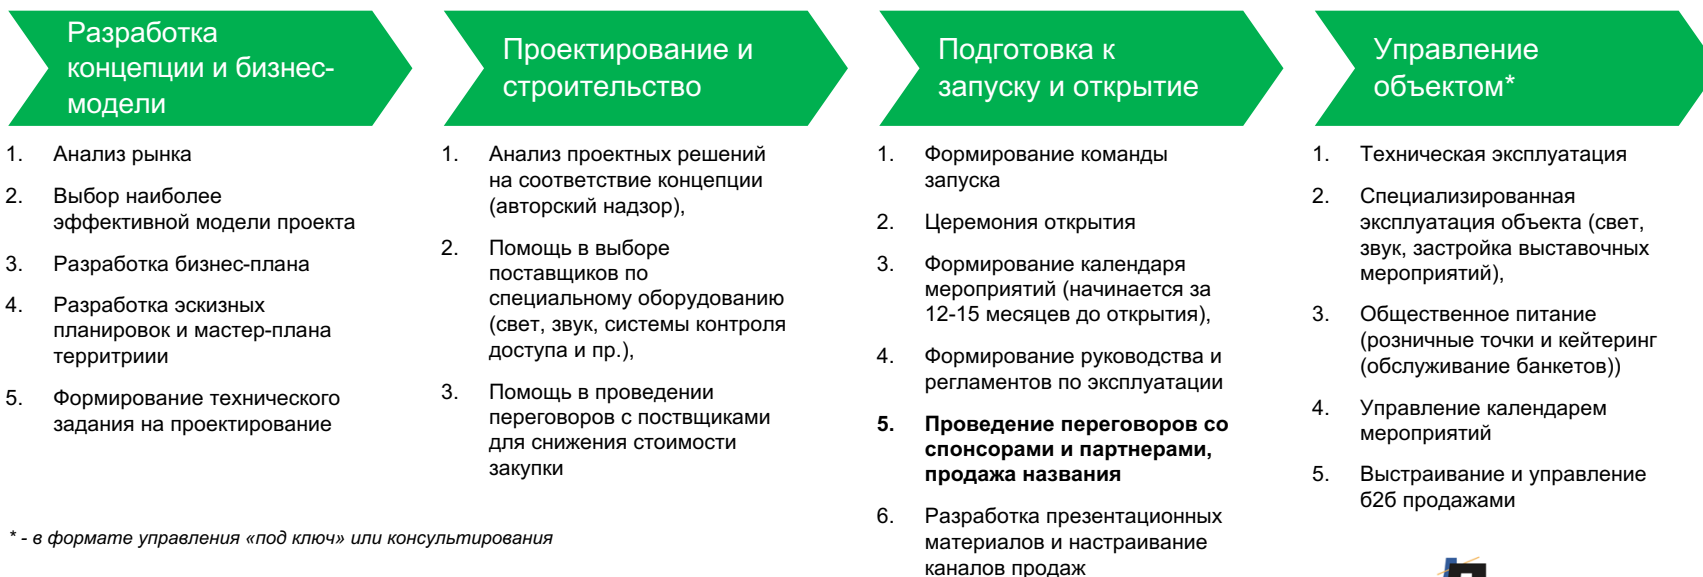 Разработка
концепции и бизнес-
модели
1. Анализ рынка
2. Выбор наиболее
эффективной модели проекта
3. Разработка бизнес-плана
4. Разработка эскизных
планировок и мастер-плана
территриии
5. Формирование технического
задания на проектирование
Проектирование и
строительство
1. Анализ проектных решений
на соответствие концепции
(авторский надзор),
2. Помощь в выборе
поставщиков по
специальному оборудованию
(свет, звук, системы контроля
доступа и пр.),
3. Помощь в проведении
переговоров с поствщиками
для снижения стоимости
закупки
Подготовка к
запуску и открытие
1. Формирование команды
запуска
2. Церемония открытия
3. Формирование календаря
мероприятий (начинается за
12-15 месяцев до открытия),
4. Формирование руководства и
регламентов по эксплуатации
5. Проведение переговоров со
спонсорами и партнерами,
продажа названия
6. Разработка презентационных
материалов и настраивание
каналов продаж
Управление
объектом*
1. Техническая эксплуатация
2. Специализированная
эксплуатация объекта (свет,
звук, застройка выставочных
мероприятий),
3. Общественное питание
(розничные точки и кейтеринг
(обслуживание банкетов))
4. Управление календарем
мероприятий
5. Выстраивание и управление
б2б продажами
* - в формате управления «под ключ» или консультирования